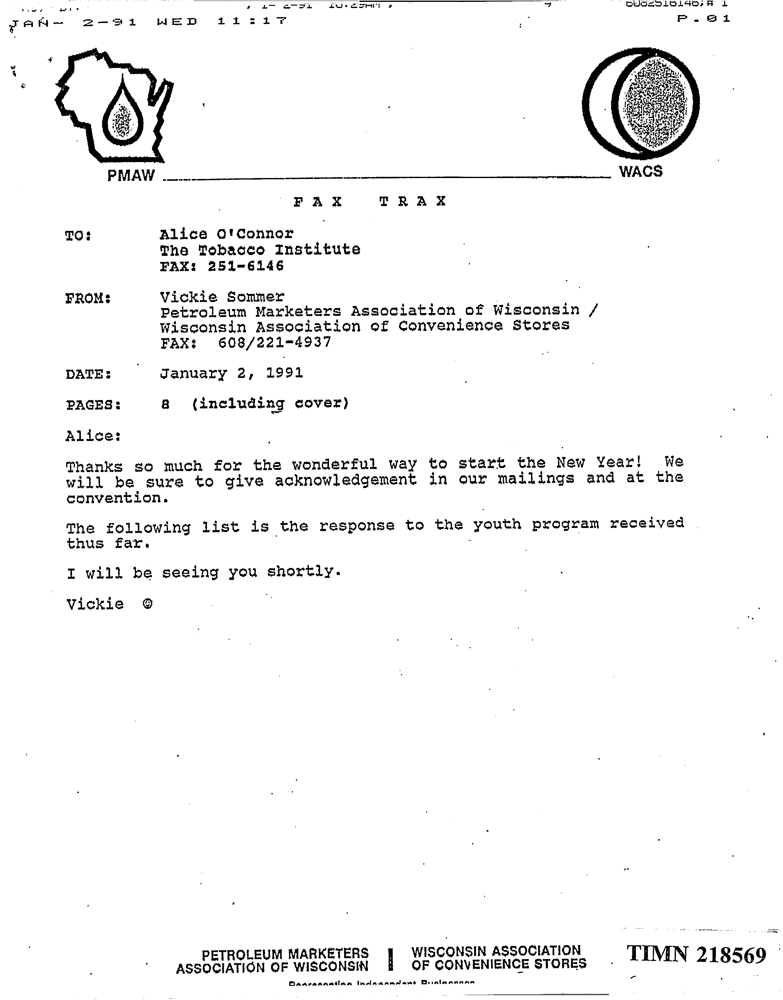 JAN- 2-91 WED 11:17 P.01
PMAW WACS
FAX TRAX
TO: Alice O'Connor
The Tobacco Institute
FAX: 251-6146
FROM: Vickie Sommer
Petroleum Marketers Association of Wisconsin /
Wisconsin Association of Convenience Stores
FAX: 608/221-4937
DATE: January 2, 1991
PAGES: 8 (including cover)
Alice:
Thanks so much for the wonderful way to start the New Year! We
will be sure to give acknowledgement in our mailings and at the
convention.
The following list is the response to the youth program received
thus far.
I will be seeing you shortly.
Vickie ☺
PETROLEUM MARKETERS
ASSOCIATION OF WISCONSIN
WISCONSIN ASSOCIATION
OF CONVENIENCE STORES
TIMN 218569